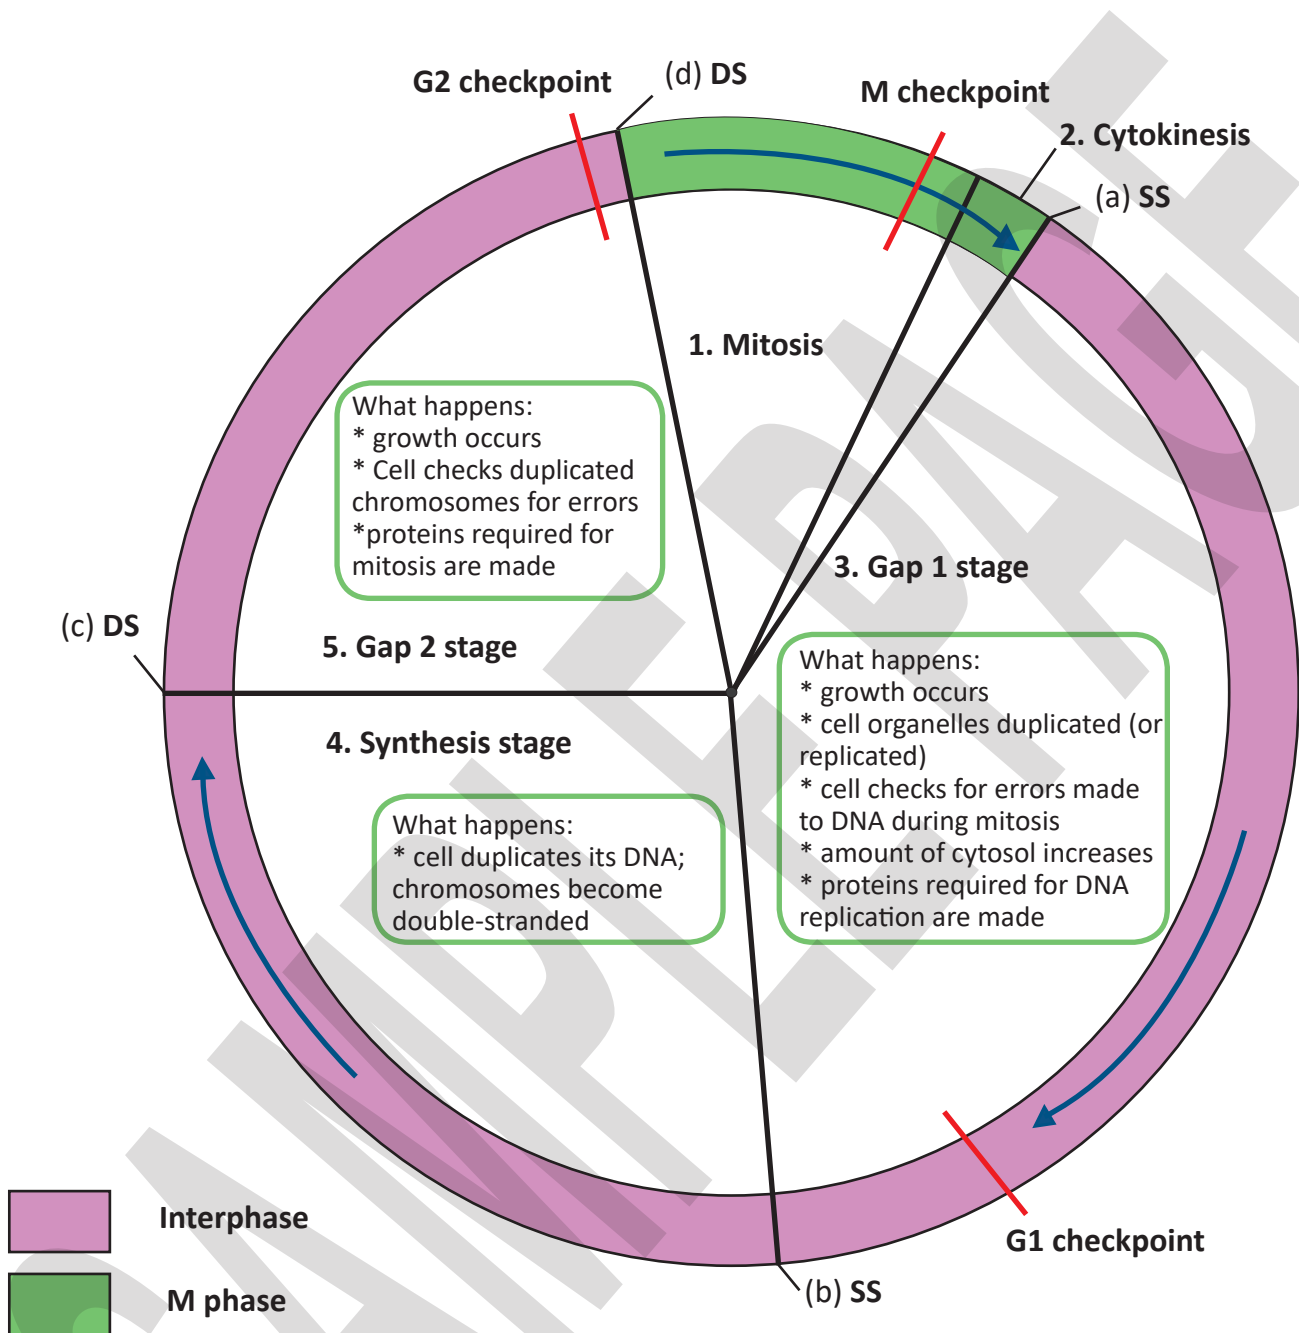 (d) DS
G2 checkpoint
M checkpoint
2. Cytokinesis
(a) SS
1. Mitosis
What happens:
* growth occurs
* Cell checks duplicated
chromosomes for errors
*proteins required for
mitosis are made
3. Gap 1 stage
(c) DS
5. Gap 2 stage
What happens:
* growth occurs
* cell organelles duplicated (or
replicated)
* cell checks for errors made
to DNA during mitosis
* amount of cytosol increases
* proteins required for DNA
replication are made
4. Synthesis stage
What happens:
* cell duplicates its DNA;
chromosomes become
double-stranded
Interphase
G1 checkpoint
M phase
(b) SS
SAMPLE PAGE